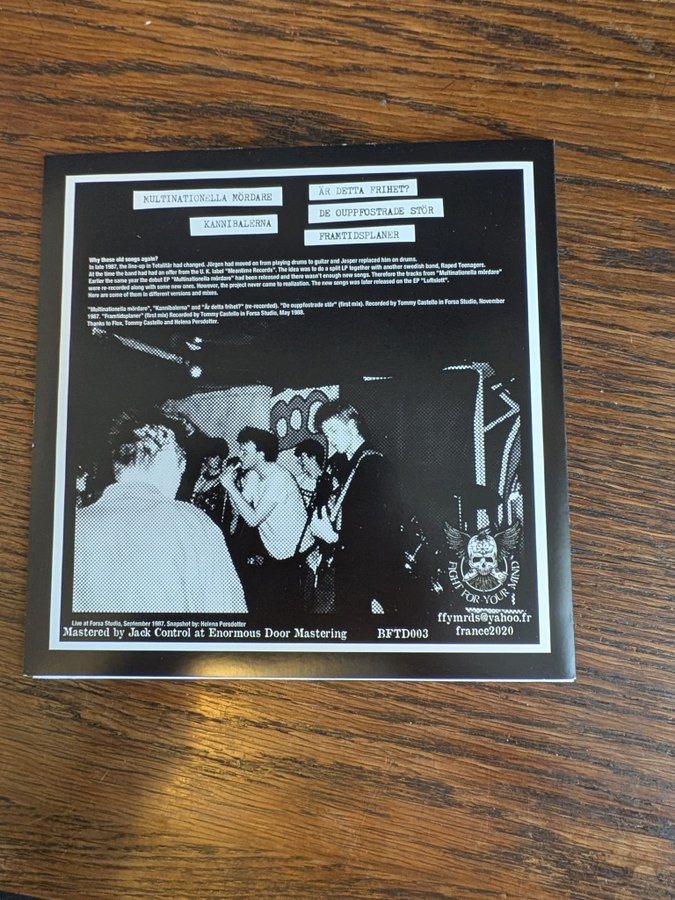 MULTINATIONELLA MÖRDARE
KANNIBALERNA
ÄR DETTA FRIHET?
DE OUPPFOSTRADE STÖR
FRAMTIDSPLANER
Why these old songs again?
In late 1987, the line-up in Totalitär had changed. Jürgen had moved on from playing drums to guitar and Jesper replaced him on drums.
At the time the band had had an offer from the U. K. label "Meantime Records". The idea was to do a split LP together with another swedish band, Raped Teenagers.
Earlier the same year the debut EP "Multinationella mördare" had been released and there wasn't enough new songs. Therefore the tracks from "Multinationella mördare"
were re-recorded along with some new ones. However, the project never came to realization. The new songs was later released on the EP "Luftslott".
Here are some of them in different versions and mixes.
"Multinationella mördare", "Kannibalerna" and "Är detta frihet?" (re-recorded). "De ouppfostrade stör" (first mix). Recorded by Tommy Castello in Forsa Studio, November
1987. "Framtidsplaner" (first mix) Recorded by Tommy Castello in Forsa Studio, May 1988.
Thanks to Flux, Tommy Castello and Helena Persdotter.
FIGHT FOR YOUR MIND
Live at Forsa Studio, September 1987. Snapshot by: Helena Persdotter
Mastered by Jack Control at Enormous Door Mastering
BFTD003
ffymrds@yahoo.fr
france2020